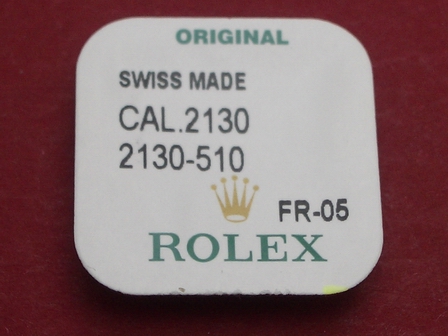 ORIGINAL
SWISS MADE
CAL.2130
2130-510
FR-05
ROLEX